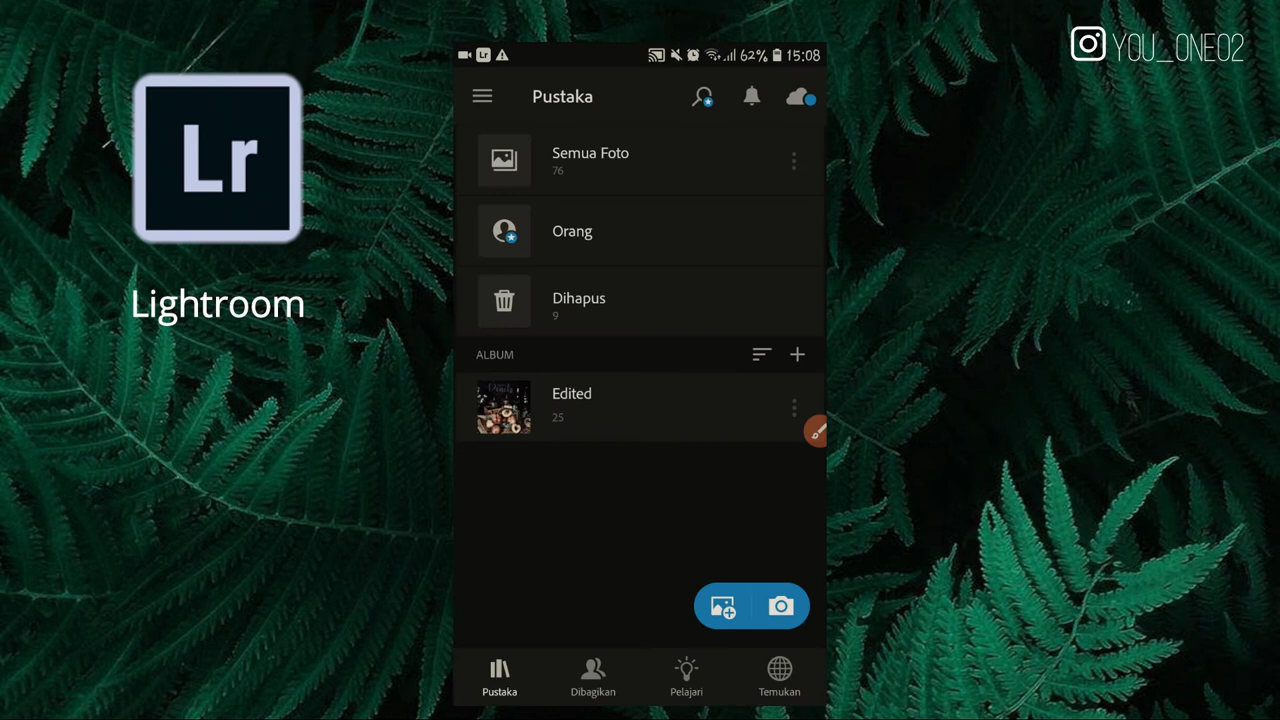 YOU_ONE02
Lr
Lightroom
Lr
62%
15:08
Pustaka
Semua Foto
76
Orang
Dihapus
9
ALBUM
Edited
25
Pustaka
Dibagikan
Pelajari
Temukan